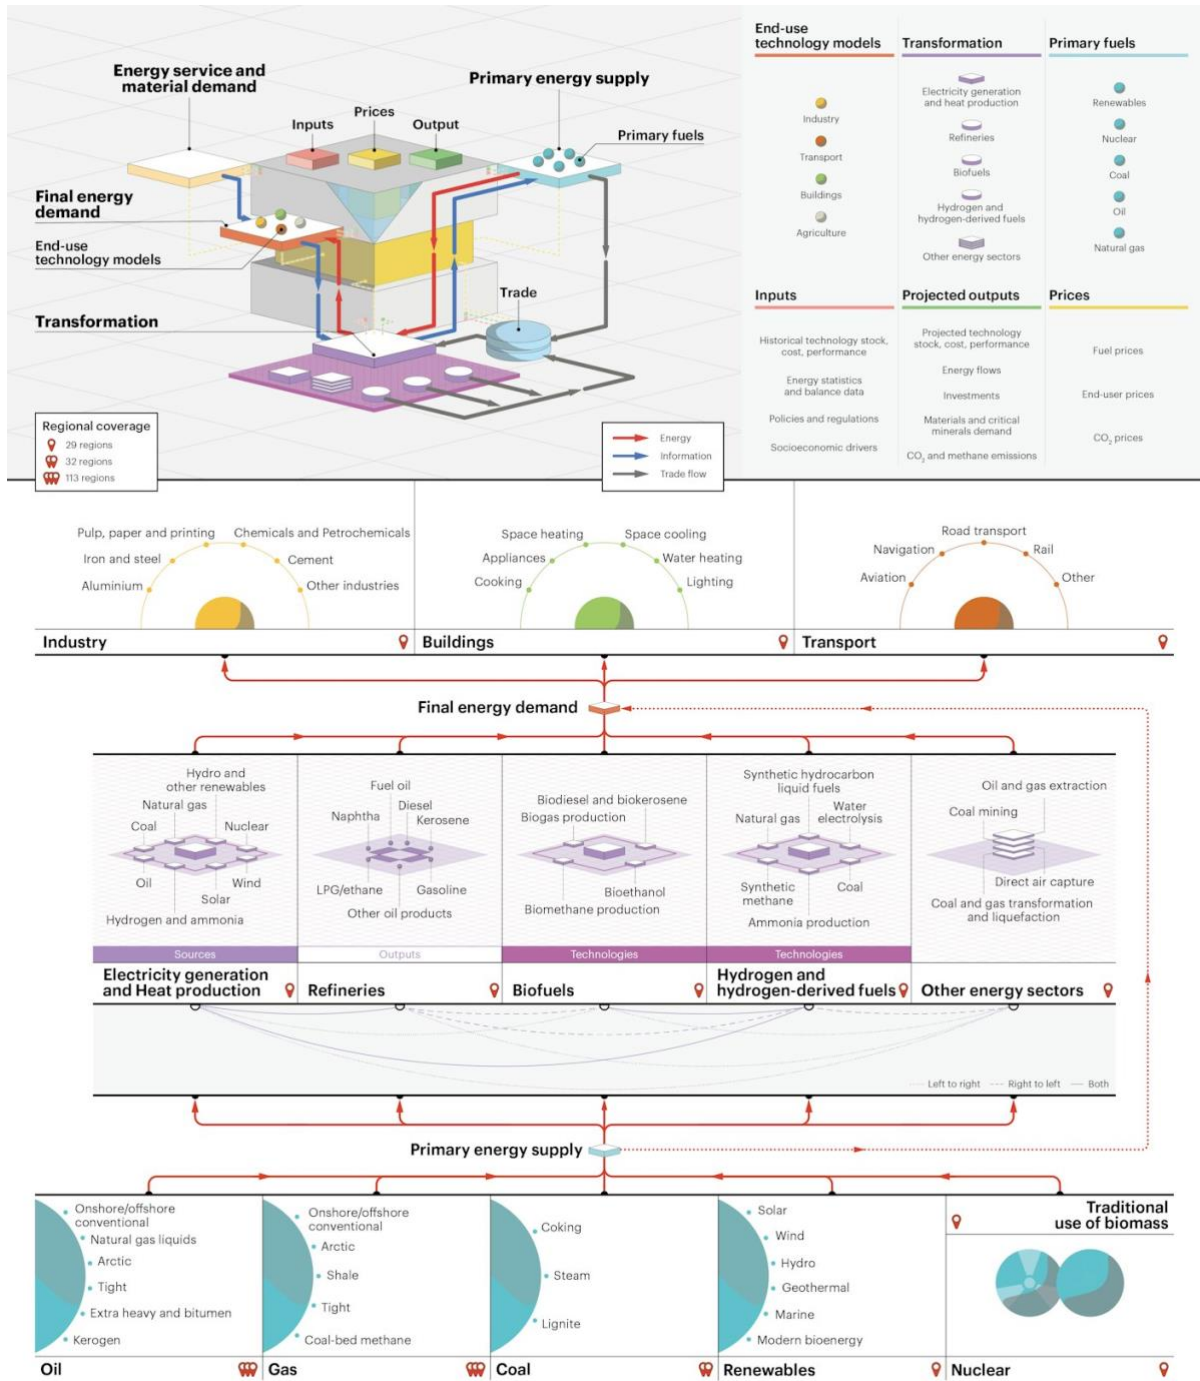 Energy service and
material demand
Primary energy supply
Inputs
Prices
Output
Primary fuels
Final energy
demand
End-use
technology models
Transformation
Trade
Regional coverage
29 regions
32 regions
113 regions
Energy
Information
Trade flow
End-use
technology models
Industry
Transport
Buildings
Agriculture
Transformation
Electricity generation
and heat production
Refineries
Biofuels
Hydrogen and
hydrogen-derived fuels
Other energy sectors
Primary fuels
Renewables
Nuclear
Coal
Oil
Natural gas
Inputs
Historical technology stock,
cost, performance
Energy statistics
and balance data
Policies and regulations
Socioeconomic drivers
Projected outputs
Projected technology
stock, cost, performance
Energy flows
Investments
Materials and critical
minerals demand
CO₂ and methane emissions
Prices
Fuel prices
End-user prices
CO₂ prices
Pulp, paper and printing
Chemicals and Petrochemicals
Iron and steel
Cement
Aluminium
Other industries
Industry
Space heating
Space cooling
Appliances
Water heating
Cooking
Lighting
Buildings
Road transport
Navigation
Rail
Aviation
Other
Transport
Final energy demand
Hydro and
other renewables
Natural gas
Coal
Nuclear
Oil
Wind
Solar
Hydrogen and ammonia
Sources
Electricity generation
and Heat production
Fuel oil
Diesel
Naphtha
Kerosene
LPG/ethane
Gasoline
Other oil products
Outputs
Refineries
Biodiesel and biokerosene
Biogas production
Bioethanol
Biomethane production
Technologies
Biofuels
Synthetic hydrocarbon
liquid fuels
Water
electrolysis
Natural gas
Synthetic
methane
Coal
Ammonia production
Technologies
Hydrogen and
hydrogen-derived fuels
Oil and gas extraction
Coal mining
Direct air capture
Coal and gas transformation
and liquefaction
Other energy sectors
Left to right
Right to left
Both
Primary energy supply
Onshore/offshore
conventional
Natural gas liquids
Arctic
Tight
Extra heavy and bitumen
Kerogen
Oil
Onshore/offshore
conventional
Arctic
Shale
Tight
Coal-bed methane
Gas
Coking
Steam
Lignite
Coal
Solar
Wind
Hydro
Geothermal
Marine
Modern bioenergy
Renewables
Traditional
use of biomass
Nuclear